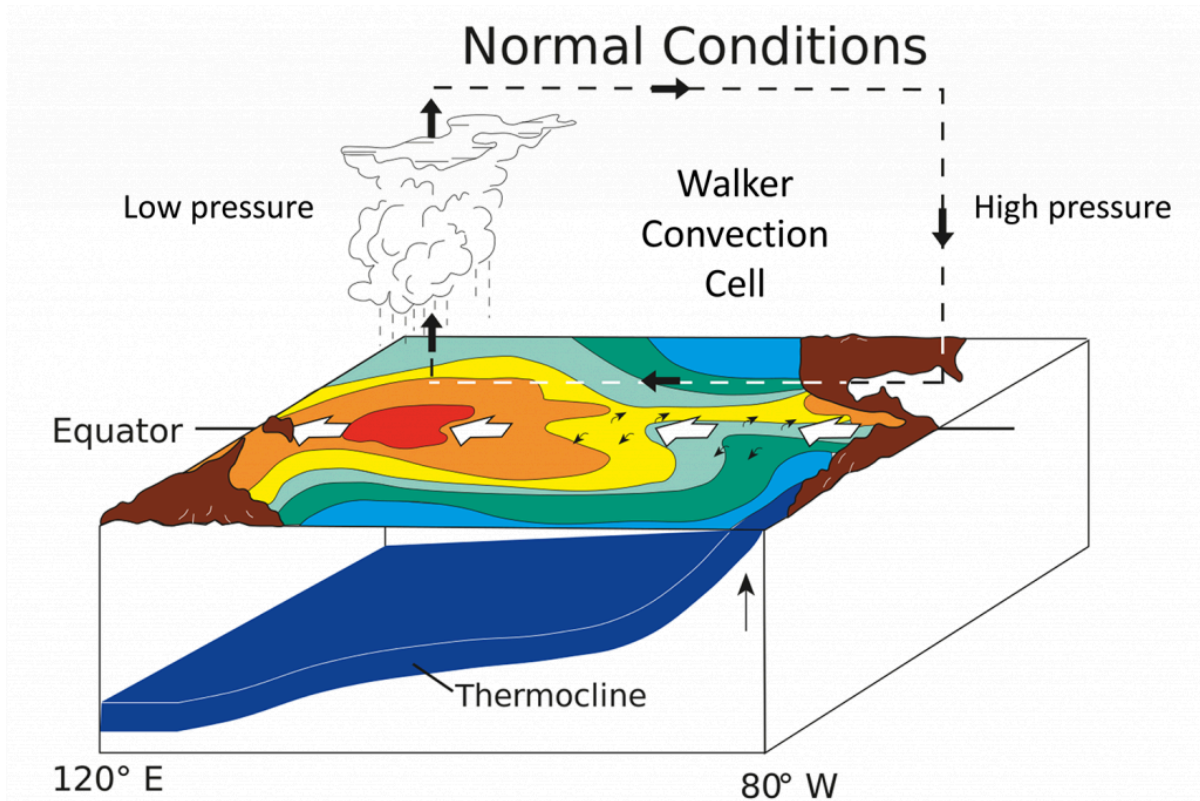 Normal Conditions
Low pressure
Walker
Convection
Cell
High pressure
Equator
Thermocline
120° E
80° W